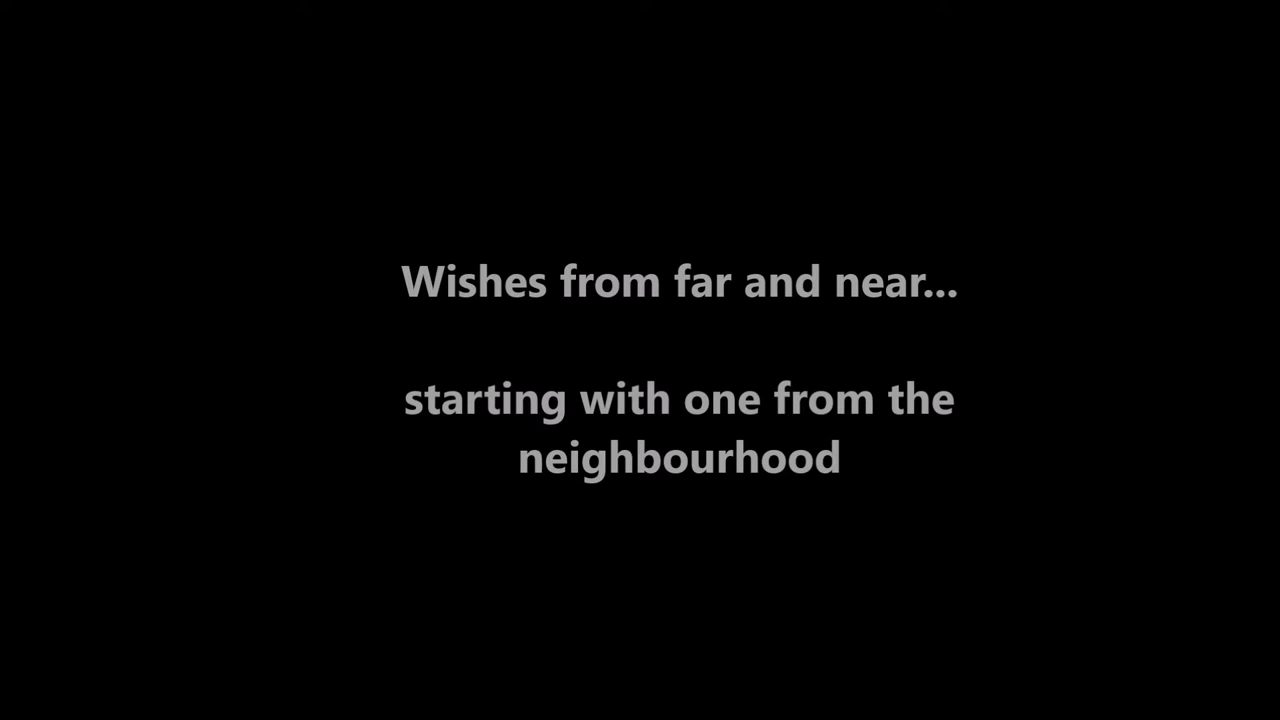 Wishes from far and near...
starting with one from the
neighbourhood